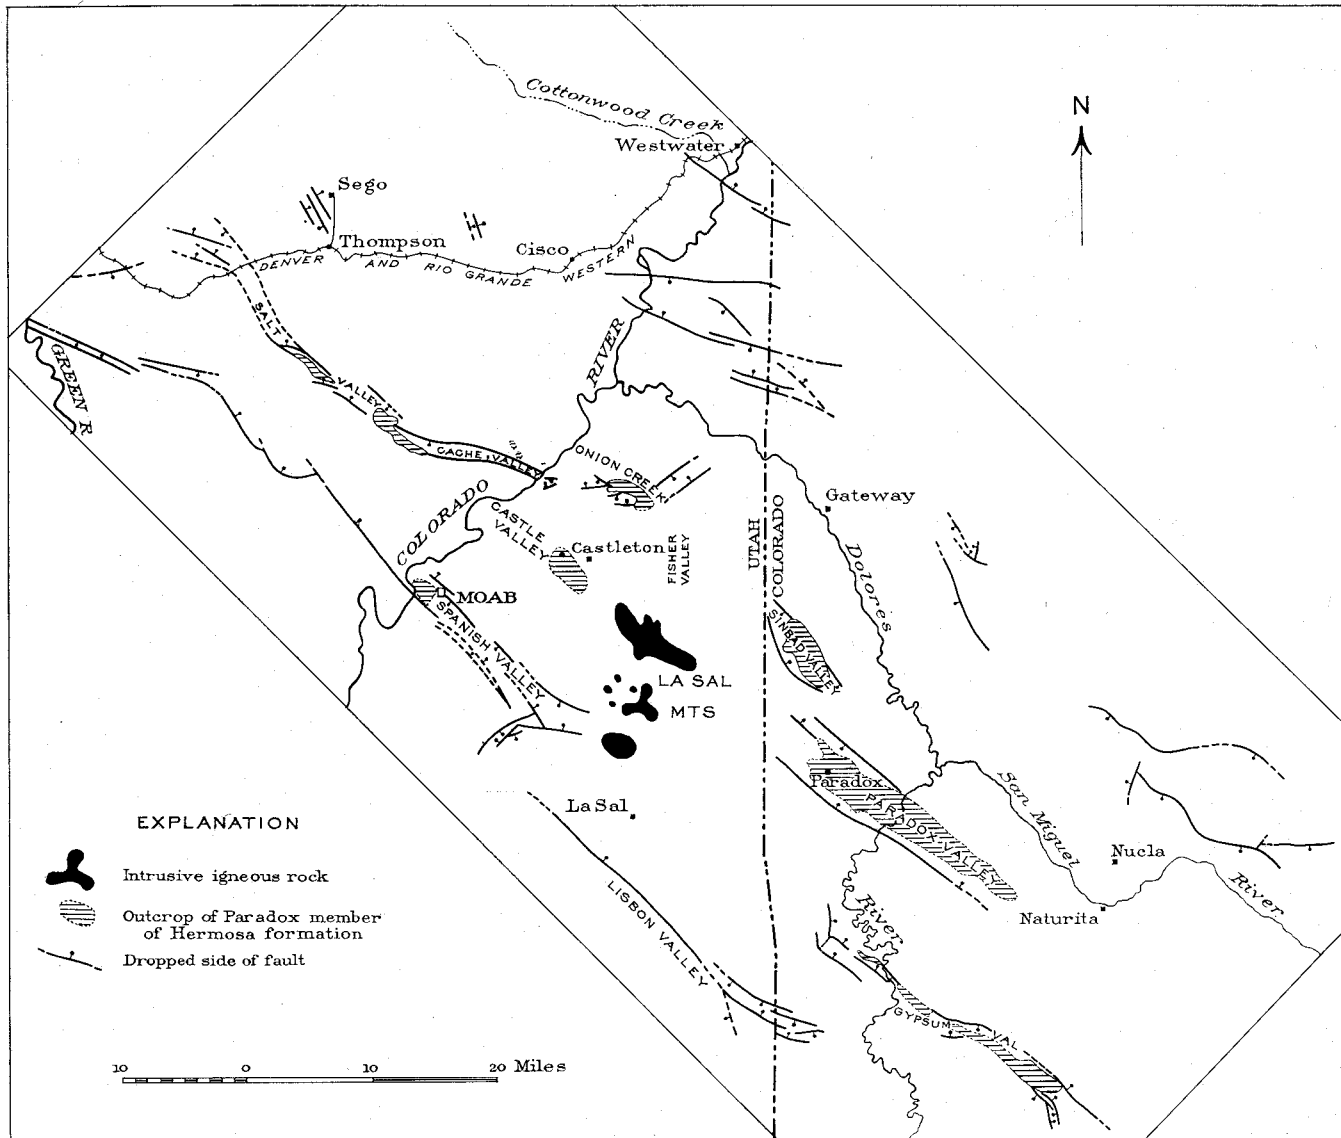 N
Cottonwood Creek
Westwater
Sego
Thompson
Cisco
DENVER AND RIO GRANDE WESTERN
SALT VALLEY
GREEN R
RIVER
CACHE VALLEY
ONION CREEK
COLORADO
CASTLE
VALLEY
Castleton
FISHER
VALLEY
UTAH
COLORADO
Gateway
Dolores
MOAB
SPANISH VALLEY
SINBAD VALLEY
LA SAL
MTS
Paradox
PARADOX VALLEY
San Miguel
River
Nucla
Naturita
La Sal
LISBON VALLEY
River
GYPSUM VAL
EXPLANATION
Intrusive igneous rock
Outcrop of Paradox member
of Hermosa formation
Dropped side of fault
10 0 10 20 Miles